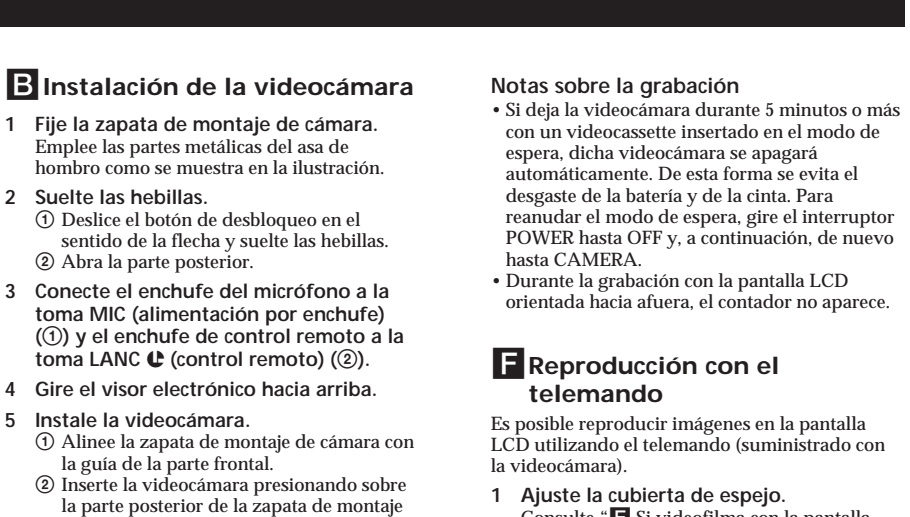 B Instalación de la videocámara
1 Fije la zapata de montaje de cámara.
Emplee las partes metálicas del asa de
hombro como se muestra en la ilustración.
2 Suelte las hebillas.
① Deslice el botón de desbloqueo en el
sentido de la flecha y suelte las hebillas.
② Abra la parte posterior.
3 Conecte el enchufe del micrófono a la
toma MIC (alimentación por enchufe)
(①) y el enchufe de control remoto a la
toma LANC (control remoto) (②).
4 Gire el visor electrónico hacia arriba.
5 Instale la videocámara.
① Alinee la zapata de montaje de cámara con
la guía de la parte frontal.
② Inserte la videocámara presionando sobre
la parte posterior de la zapata de montaje
Notas sobre la grabación
• Si deja la videocámara durante 5 minutos o más
con un videocassette insertado en el modo de
espera, dicha videocámara se apagará
automáticamente. De esta forma se evita el
desgaste de la batería y de la cinta. Para
reanudar el modo de espera, gire el interruptor
POWER hasta OFF y, a continuación, de nuevo
hasta CAMERA.
• Durante la grabación con la pantalla LCD
orientada hacia afuera, el contador no aparece.
F Reproducción con el
telemando
Es posible reproducir imágenes en la pantalla
LCD utilizando el telemando (suministrado con
la videocámara).
1 Ajuste la cubierta de espejo.
Consulte “E Si videofilma con la pantalla